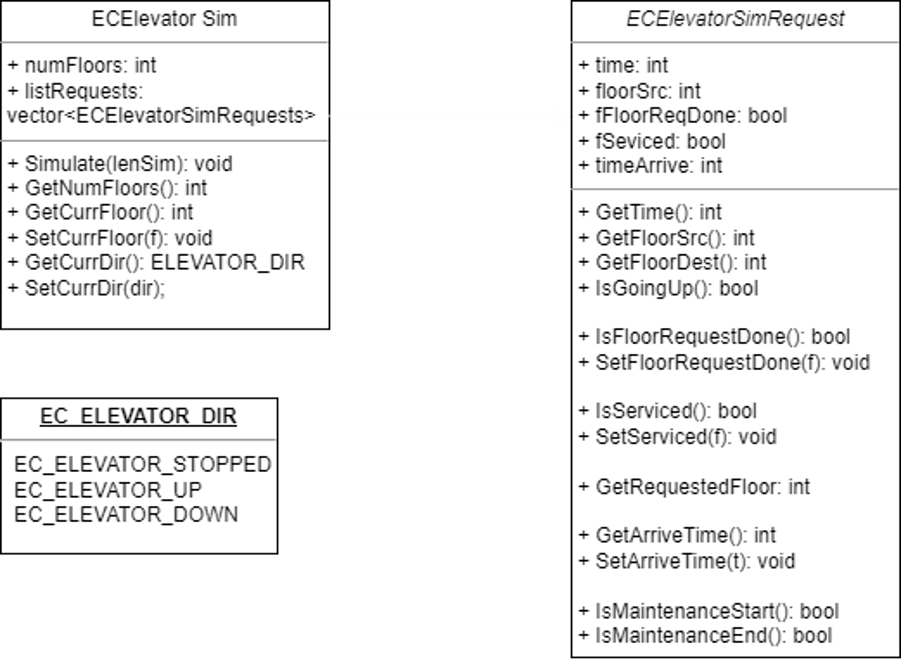 ECElevator Sim
+ numFloors: int
+ listRequests:
vector<ECElevatorSimRequests>
+ Simulate(lenSim): void
+ GetNumFloors(): int
+ GetCurrFloor(): int
+ SetCurrFloor(f): void
+ GetCurrDir(): ELEVATOR_DIR
+ SetCurrDir(dir);
EC_ELEVATOR_DIR
EC_ELEVATOR_STOPPED
EC_ELEVATOR_UP
EC_ELEVATOR_DOWN
ECElevatorSimRequest
+ time: int
+ floorSrc: int
+ fFloorReqDone: bool
+ fSeviced: bool
+ timeArrive: int
+ GetTime(): int
+ GetFloorSrc(): int
+ GetFloorDest(): int
+ IsGoingUp(): bool
+ IsFloorRequestDone(): bool
+ SetFloorRequestDone(f): void
+ IsServiced(): bool
+ SetServiced(f): void
+ GetRequestedFloor: int
+ GetArriveTime(): int
+ SetArriveTime(t): void
+ IsMaintenanceStart(): bool
+ IsMaintenanceEnd(): bool